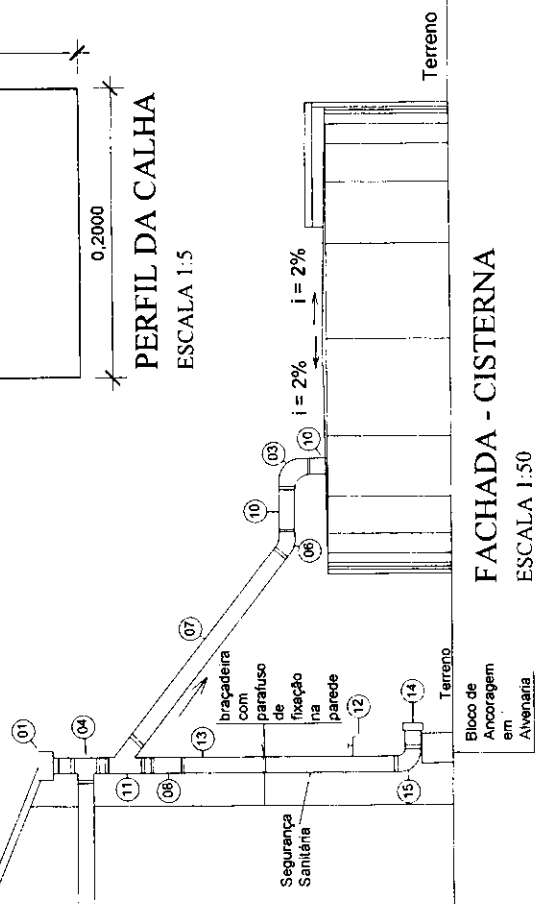 0,2000
PERFIL DA CALHA
ESCALA 1:5
01
04
07
10
03
10
06
i = 2%
i = 2%
Terreno
braçadeira
com
parafuso
de
fixação
na
parede
11
08
13
12
14
15
Segurança
Sanitária
Terreno
Bloco de
Ancoragem
em
Alvenaria
FACHADA - CISTERNA
ESCALA 1:50